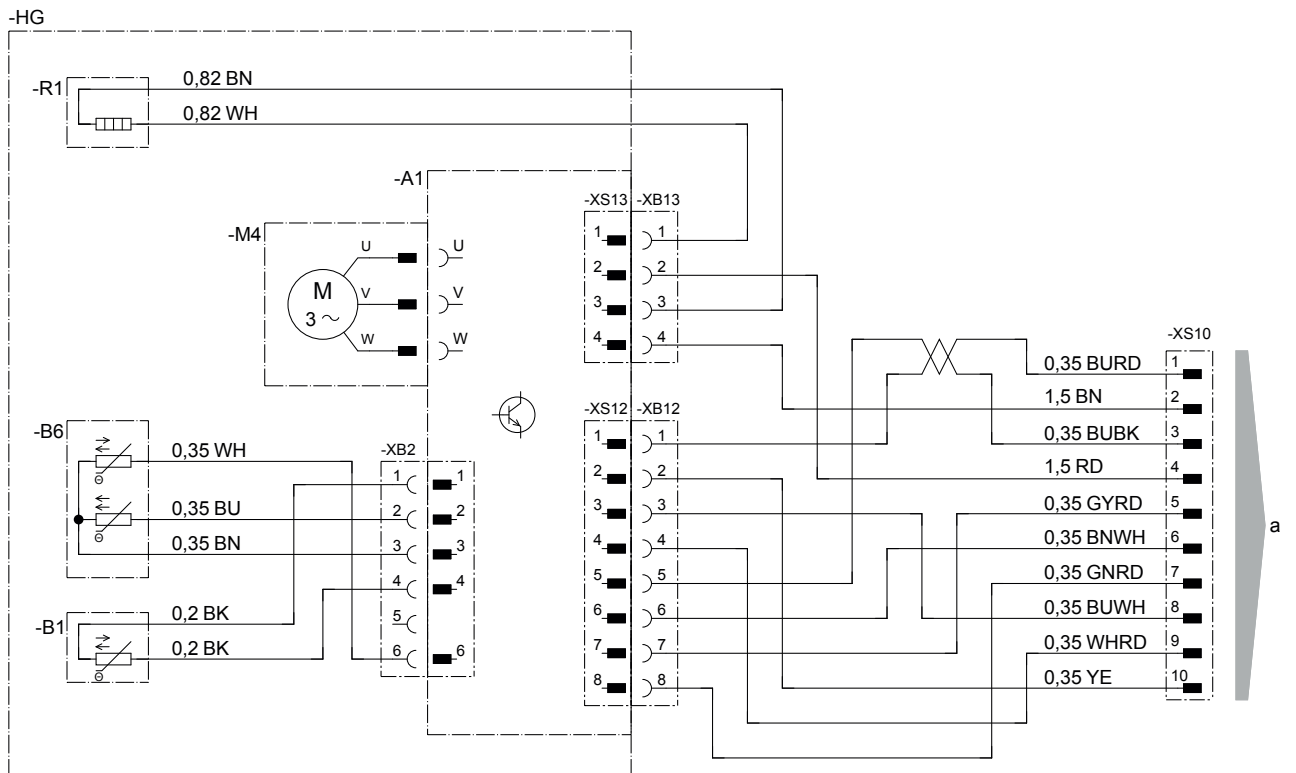 -HG
-R1
0,82 BN
0,82 WH
-A1
-XS13 -XB13
1 1
2 2
3 3
4 4
-M4
M
3
U U
V V
W W
-XS12 -XB12
1 1
2 2
3 3
4 4
5 5
6 6
7 7
8 8
-B6
0,35 WH
0,35 BU
0,35 BN
Θ
Θ
-XB2
1 1
2 2
3 3
4 4
5
6 6
-B1
0,2 BK
0,2 BK
Θ
-XS10
0,35 BURD 1
1,5 BN 2
0,35 BUBK 3
1,5 RD 4
0,35 GYRD 5
0,35 BNWH 6
0,35 GNRD 7
0,35 BUWH 8
0,35 WHRD 9
0,35 YE 10
a